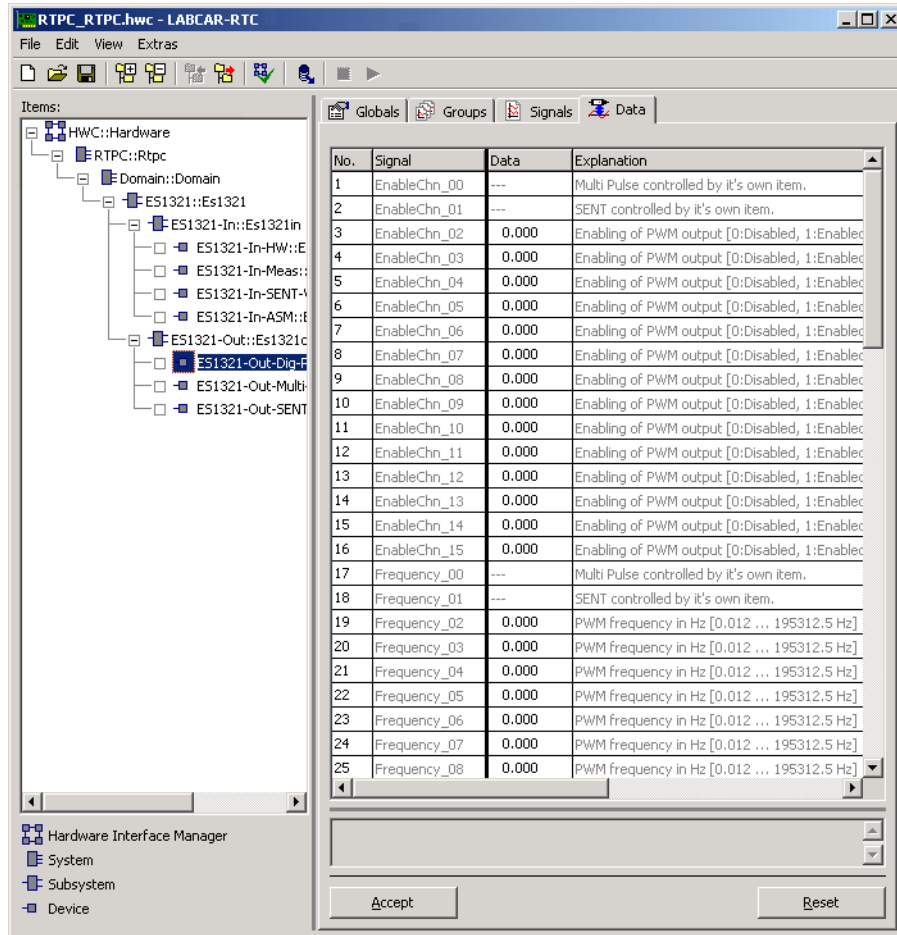 RTPC_RTPC.hwc - LABCAR-RTC
File Edit View Extras
Items:
HWC::Hardware
RTPC::Rtpc
Domain::Domain
ES1321::Es1321
ES1321-In::Es1321in
ES1321-In-HW::E
ES1321-In-Meas::
ES1321-In-SENT-
ES1321-In-ASM::E
ES1321-Out::Es1321o
ES1321-Out-Dig-P
ES1321-Out-Multi-
ES1321-Out-SENT
Hardware Interface Manager
System
Subsystem
Device
Globals Groups Signals Data
No. Signal Data Explanation
1 EnableChn_00 --- Multi Pulse controlled by it's own item.
2 EnableChn_01 --- SENT controlled by it's own item.
3 EnableChn_02 0.000 Enabling of PWM output [0:Disabled, 1:Enabled
4 EnableChn_03 0.000 Enabling of PWM output [0:Disabled, 1:Enabled
5 EnableChn_04 0.000 Enabling of PWM output [0:Disabled, 1:Enabled
6 EnableChn_05 0.000 Enabling of PWM output [0:Disabled, 1:Enabled
7 EnableChn_06 0.000 Enabling of PWM output [0:Disabled, 1:Enabled
8 EnableChn_07 0.000 Enabling of PWM output [0:Disabled, 1:Enabled
9 EnableChn_08 0.000 Enabling of PWM output [0:Disabled, 1:Enabled
10 EnableChn_09 0.000 Enabling of PWM output [0:Disabled, 1:Enabled
11 EnableChn_10 0.000 Enabling of PWM output [0:Disabled, 1:Enabled
12 EnableChn_11 0.000 Enabling of PWM output [0:Disabled, 1:Enabled
13 EnableChn_12 0.000 Enabling of PWM output [0:Disabled, 1:Enabled
14 EnableChn_13 0.000 Enabling of PWM output [0:Disabled, 1:Enabled
15 EnableChn_14 0.000 Enabling of PWM output [0:Disabled, 1:Enabled
16 EnableChn_15 0.000 Enabling of PWM output [0:Disabled, 1:Enabled
17 Frequency_00 --- Multi Pulse controlled by it's own item.
18 Frequency_01 --- SENT controlled by it's own item.
19 Frequency_02 0.000 PWM frequency in Hz [0.012 ... 195312.5 Hz]
20 Frequency_03 0.000 PWM frequency in Hz [0.012 ... 195312.5 Hz]
21 Frequency_04 0.000 PWM frequency in Hz [0.012 ... 195312.5 Hz]
22 Frequency_05 0.000 PWM frequency in Hz [0.012 ... 195312.5 Hz]
23 Frequency_06 0.000 PWM frequency in Hz [0.012 ... 195312.5 Hz]
24 Frequency_07 0.000 PWM frequency in Hz [0.012 ... 195312.5 Hz]
25 Frequency_08 0.000 PWM frequency in Hz [0.012 ... 195312.5 Hz]
Accept Reset